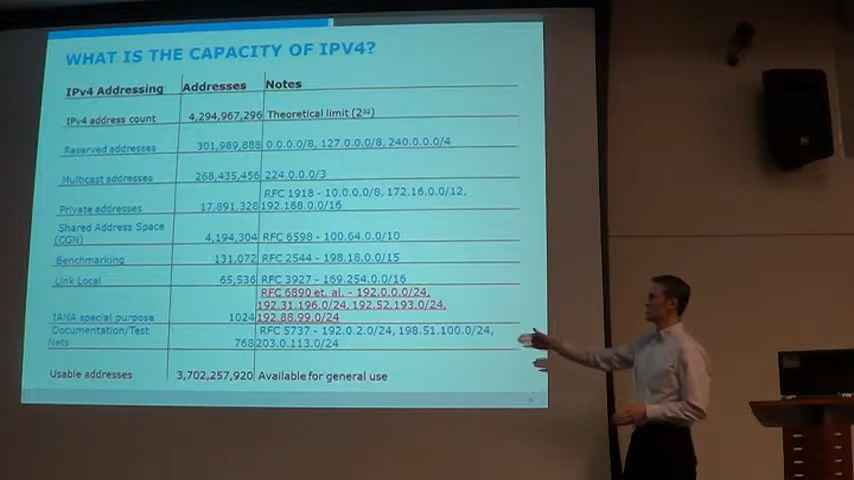 WHAT IS THE CAPACITY OF IPV4?
IPv4 Addressing Addresses Notes
IPv4 address count 4,294,967,296 Theoretical limit (2³²)
Reserved addresses 301,989,888 0.0.0.0/8, 127.0.0.0/8, 240.0.0.0/4
Multicast addresses 268,435,456 224.0.0.0/3
RFC 1918 - 10.0.0.0/8, 172.16.0.0/12,
Private addresses 17,891,328 192.168.0.0/16
Shared Address Space
(CGN) 4,194,304 RFC 6598 - 100.64.0.0/10
Benchmarking 131,072 RFC 2544 - 198.18.0.0/15
Link Local 65,536 RFC 3927 - 169.254.0.0/16
RFC 6890 et. al. - 192.0.0.0/24,
192.31.196.0/24, 192.52.193.0/24,
IANA special purpose 1024 192.88.99.0/24
Documentation/Test RFC 5737 - 192.0.2.0/24, 198.51.100.0/24,
Nets 768 203.0.113.0/24
Usable addresses 3,702,257,920 Available for general use